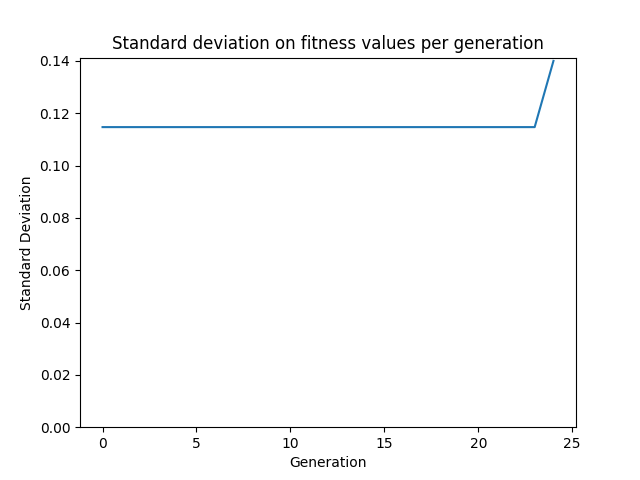 Standard deviation on fitness values per generation
0.14
0.12
0.10
0.08
0.06
0.04
0.02
0.00
Standard Deviation
0 5 10 15 20 25
Generation